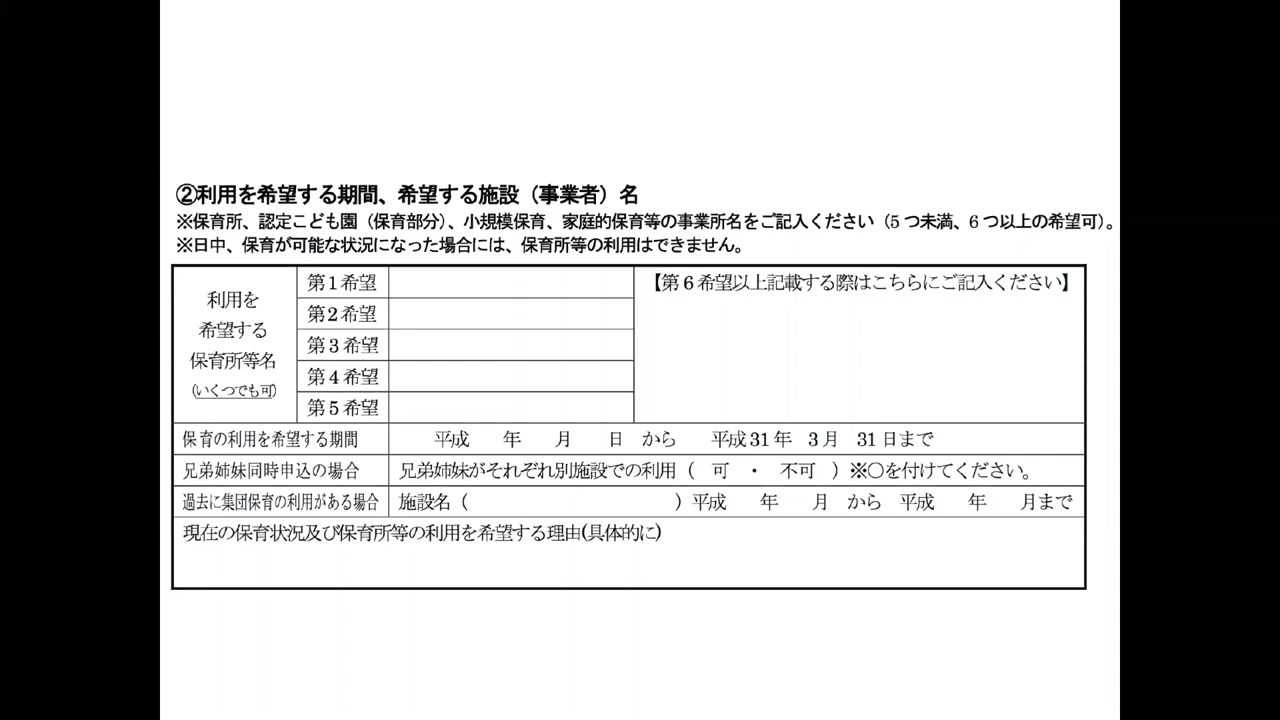 ②利用を希望する期間、希望する施設（事業者）名
※保育所、認定こども園（保育部分）、小規模保育、家庭的保育等の事業所名をご記入ください（5つ未満、6つ以上の希望可）。
※日中、保育が可能な状況になった場合には、保育所等の利用はできません。
利用を
希望する
保育所等名
（いくつでも可）
第1希望
第2希望
第3希望
第4希望
第5希望
【第6希望以上記載する際はこちらにご記入ください】
保育の利用を希望する期間 平成 年 月 日 から 平成31年 3月 31日まで
兄弟姉妹同時申込の場合 兄弟姉妹がそれぞれ別施設での利用（ 可 ・ 不可 ）※○を付けてください。
過去に集団保育の利用がある場合 施設名（ ）平成 年 月 から 平成 年 月まで
現在の保育状況及び保育所等の利用を希望する理由(具体的に)